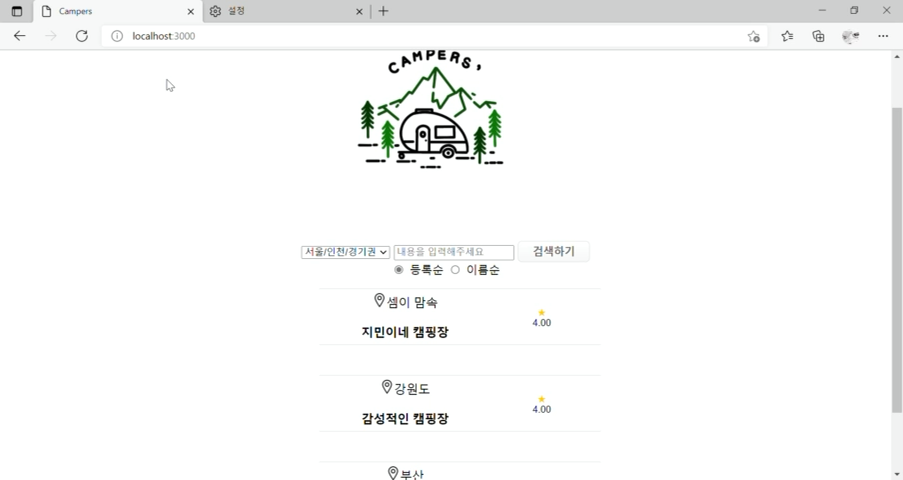 Campers
설정
localhost:3000
CAMPERS,
서울/인천/경기권
내용을 입력해주세요
검색하기
등록순
이름순
셈이 맘속
지민이네 캠핑장
4.00
강원도
감성적인 캠핑장
4.00
부산